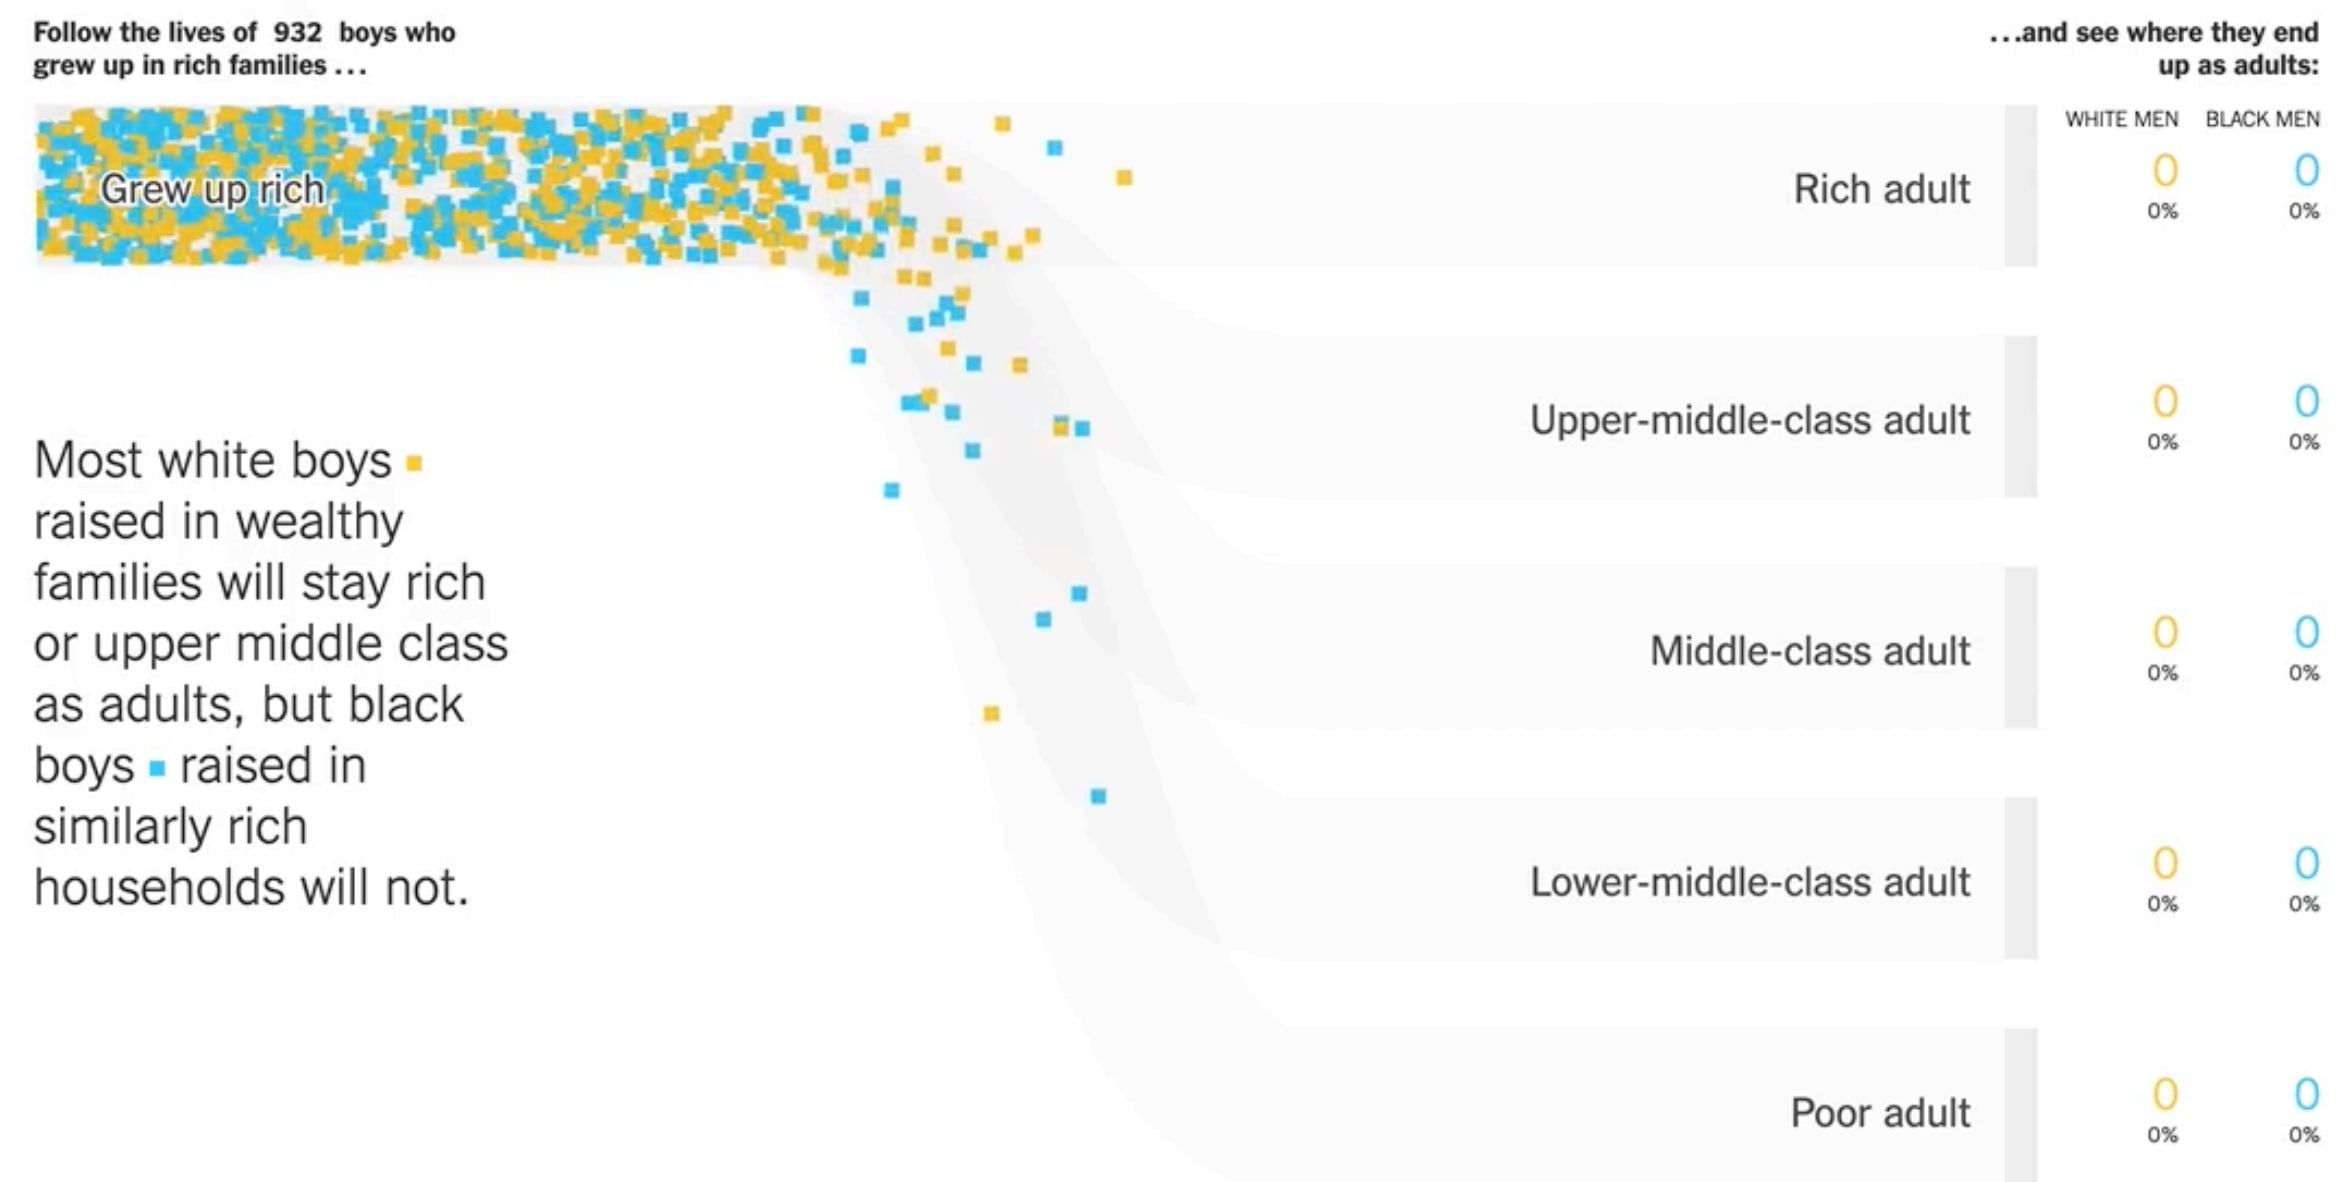 Follow the lives of 932 boys who
grew up in rich families ...
...and see where they end
up as adults:
WHITE MEN BLACK MEN
Grew up rich
Rich adult
0 0
0% 0%
Upper-middle-class adult
0 0
0% 0%
Most white boys
raised in wealthy
families will stay rich
or upper middle class
as adults, but black
boys raised in
similarly rich
households will not.
Middle-class adult
0 0
0% 0%
Lower-middle-class adult
0 0
0% 0%
Poor adult
0 0
0% 0%